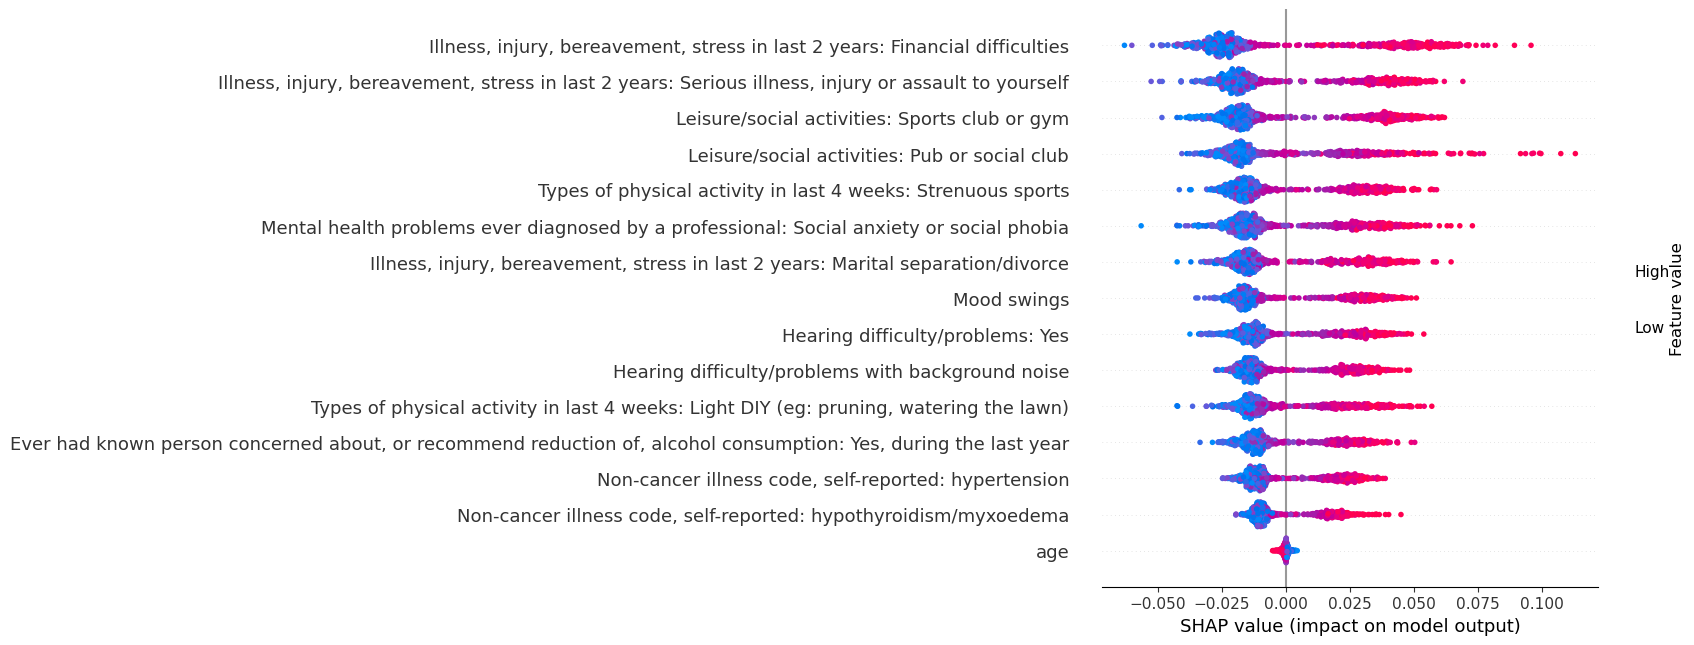 Illness, injury, bereavement, stress in last 2 years: Financial difficulties
Illness, injury, bereavement, stress in last 2 years: Serious illness, injury or assault to yourself
Leisure/social activities: Sports club or gym
Leisure/social activities: Pub or social club
Types of physical activity in last 4 weeks: Strenuous sports
Mental health problems ever diagnosed by a professional: Social anxiety or social phobia
Illness, injury, bereavement, stress in last 2 years: Marital separation/divorce
Mood swings
Hearing difficulty/problems: Yes
Hearing difficulty/problems with background noise
Types of physical activity in last 4 weeks: Light DIY (eg: pruning, watering the lawn)
Ever had known person concerned about, or recommend reduction of, alcohol consumption: Yes, during the last year
Non-cancer illness code, self-reported: hypertension
Non-cancer illness code, self-reported: hypothyroidism/myxoedema
age
−0.050 −0.025 0.000 0.025 0.050 0.075 0.100
SHAP value (impact on model output)
High
Low
Feature value